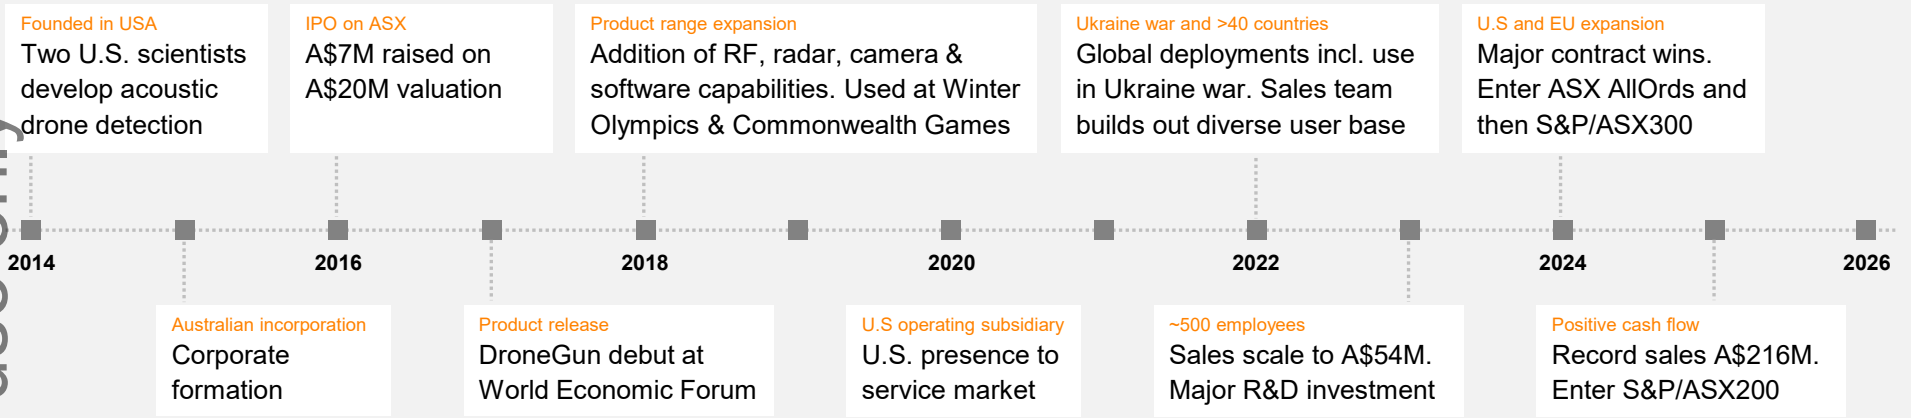 Founded in USA
Two U.S. scientists
develop acoustic
drone detection
IPO on ASX
A$7M raised on
A$20M valuation
Product range expansion
Addition of RF, radar, camera &
software capabilities. Used at Winter
Olympics & Commonwealth Games
Ukraine war and >40 countries
Global deployments incl. use
in Ukraine war. Sales team
builds out diverse user base
U.S and EU expansion
Major contract wins.
Enter ASX AllOrds and
then S&P/ASX300
2014
2016
2018
2020
2022
2024
2026
Australian incorporation
Corporate
formation
Product release
DroneGun debut at
World Economic Forum
U.S operating subsidiary
U.S. presence to
service market
~500 employees
Sales scale to A$54M.
Major R&D investment
Positive cash flow
Record sales A$216M.
Enter S&P/ASX200